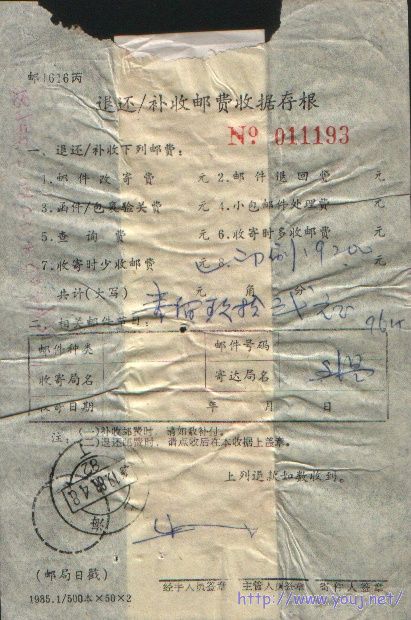 邮1616丙
退还/补收邮费收据存根
№ 011193
一、退还/补收下列邮费：
1.邮件改寄费 元 2.邮件退回费 元
3.函件/包裹验关费 元 4.小包邮件处理费 元
5.查询费 元 6.收寄时多收邮费 元
7.收寄时少收邮费 元 8.
共计(大写) 元 角 分
二、相关邮件
邮件种类 邮件号码
收寄局名 寄达局名
收寄日期 年 月 日
注：(一)补收邮费时，请如数补付。
(二)退还邮费时，请点收后在本收据上盖章。
上列退款如数收到。
(邮局日戳)
经手人员签章 主管人员签章 寄件人签章
1985.1/500本×50×2
http://www.youj.net/